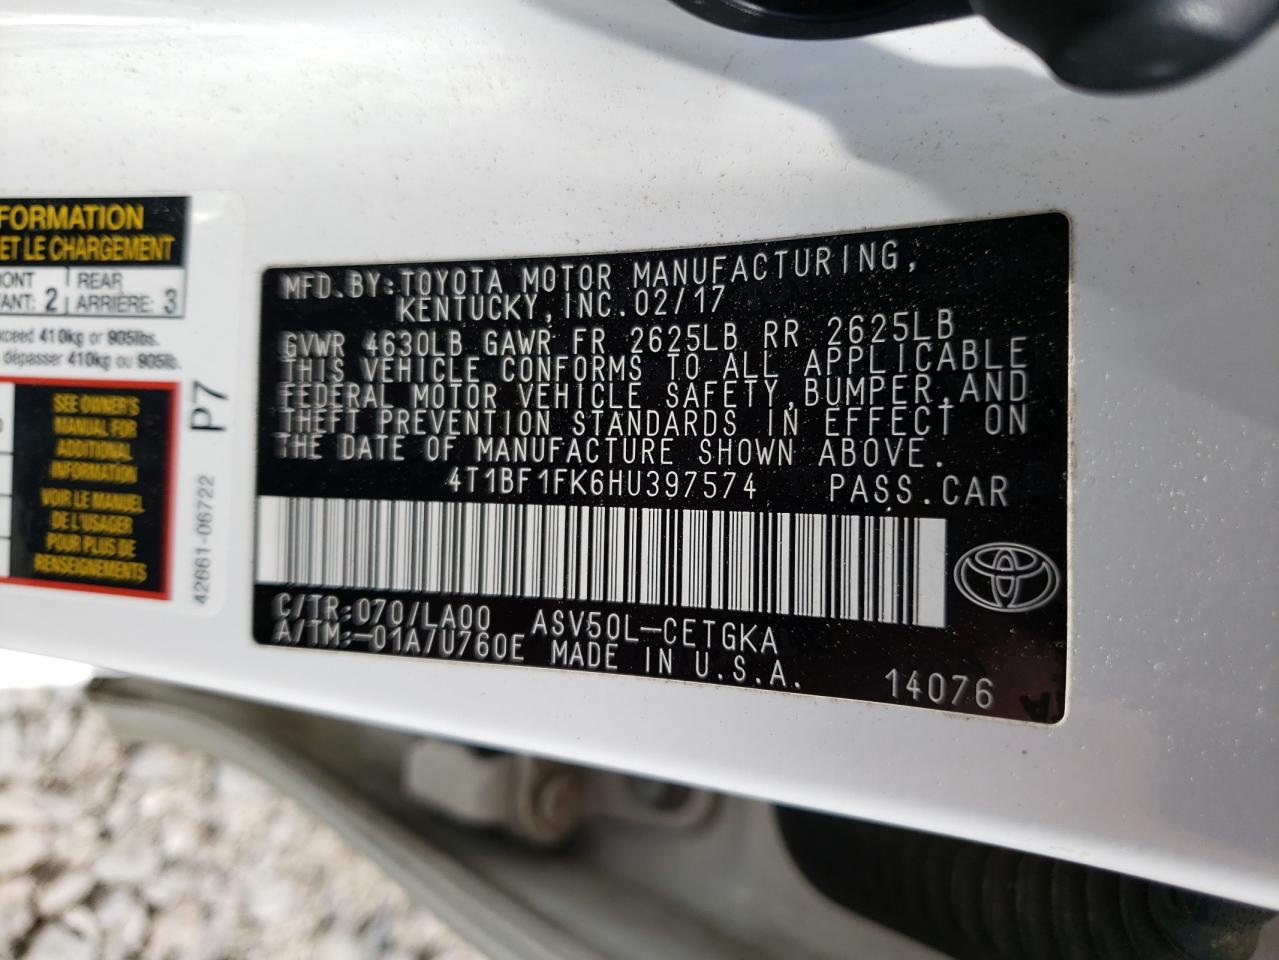 FORMATION
ET LE CHARGEMENT
REAR
2 ARRIÈRE: 3
410kg or 905lbs.
dépasser 410kg ou 905lb.
SEE OWNER'S
MANUAL FOR
ADDITIONAL
INFORMATION
VOIR LE MANUEL
DE L'USAGER
POUR PLUS DE
RENSEIGNEMENTS
P7
42661-06722
MFD.BY:TOYOTA MOTOR MANUFACTURING,
KENTUCKY,INC.02/17
GVWR 4630LB GAWR FR 2625LB RR 2625LB
THIS VEHICLE CONFORMS TO ALL APPLICABLE
FEDERAL MOTOR VEHICLE SAFETY,BUMPER,AND
THEFT PREVENTION STANDARDS IN EFFECT ON
THE DATE OF MANUFACTURE SHOWN ABOVE.
4T1BF1FK6HU397574 PASS.CAR
C/TR:070/LA00 ASV50L-CETGKA
A/TM:-01A/U760E MADE IN U.S.A.
14076